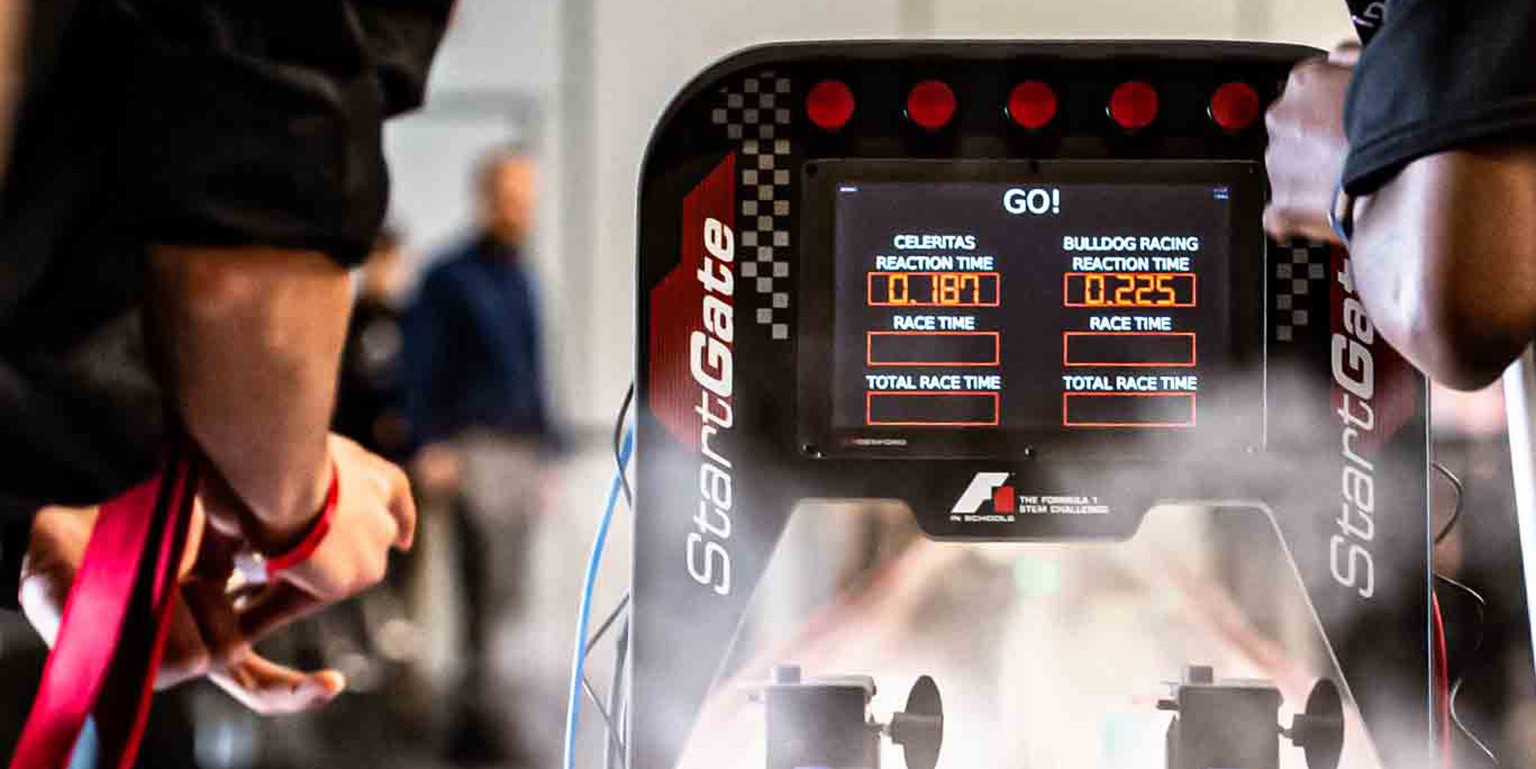 GO!
CELERITAS
REACTION TIME
0.187
RACE TIME
TOTAL RACE TIME
BULLDOG RACING
REACTION TIME
0.225
RACE TIME
TOTAL RACE TIME
DENFORD
StartGate
StartGate
F1
IN SCHOOLS
THE FORMULA 1
STEM CHALLENGE